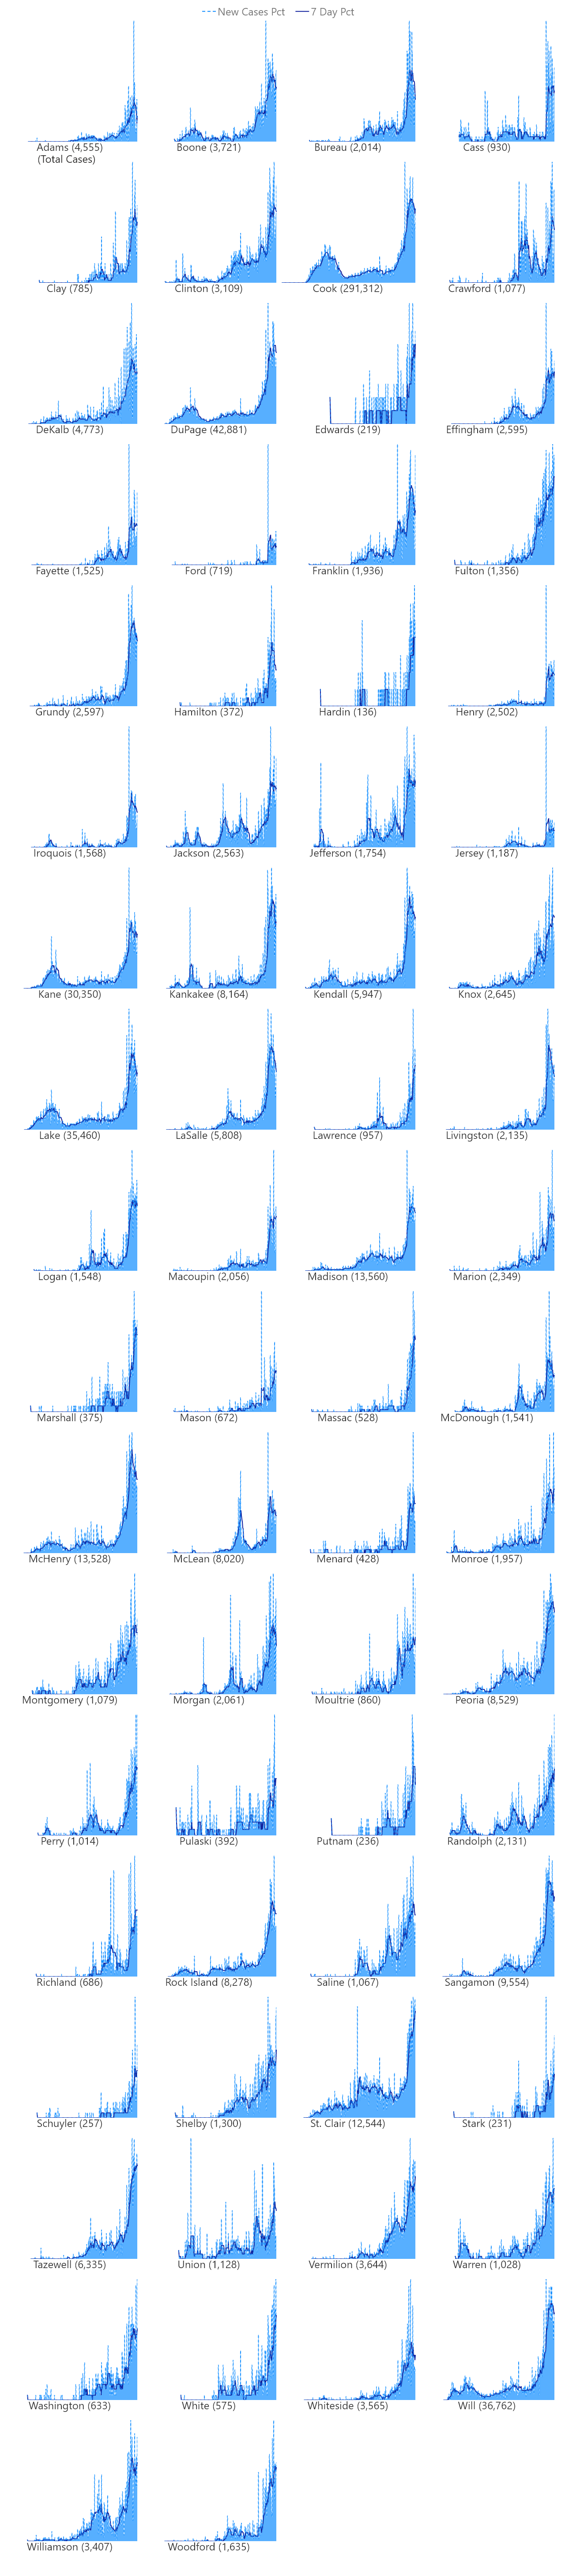 New Cases Pct 7 Day Pct
Adams (4,555) Boone (3,721) Bureau (2,014) Cass (930)
(Total Cases)
Clay (785) Clinton (3,109) Cook (291,312) Crawford (1,077)
DeKalb (4,773) DuPage (42,881) Edwards (219) Effingham (2,595)
Fayette (1,525) Ford (719) Franklin (1,936) Fulton (1,356)
Grundy (2,597) Hamilton (372) Hardin (136) Henry (2,502)
Iroquois (1,568) Jackson (2,563) Jefferson (1,754) Jersey (1,187)
Kane (30,350) Kankakee (8,164) Kendall (5,947) Knox (2,645)
Lake (35,460) LaSalle (5,808) Lawrence (957) Livingston (2,135)
Logan (1,548) Macoupin (2,056) Madison (13,560) Marion (2,349)
Marshall (375) Mason (672) Massac (528) McDonough (1,541)
McHenry (13,528) McLean (8,020) Menard (428) Monroe (1,957)
Montgomery (1,079) Morgan (2,061) Moultrie (860) Peoria (8,529)
Perry (1,014) Pulaski (392) Putnam (236) Randolph (2,131)
Richland (686) Rock Island (8,278) Saline (1,067) Sangamon (9,554)
Schuyler (257) Shelby (1,300) St. Clair (12,544) Stark (231)
Tazewell (6,335) Union (1,128) Vermilion (3,644) Warren (1,028)
Washington (633) White (575) Whiteside (3,565) Will (36,762)
Williamson (3,407) Woodford (1,635)